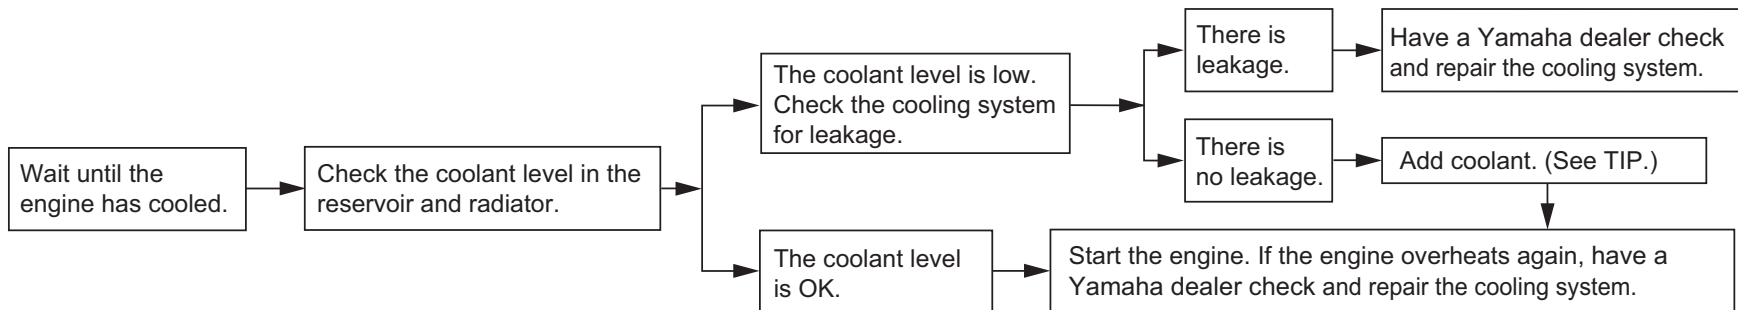 Wait until the
engine has cooled.
Check the coolant level in the
reservoir and radiator.
The coolant level is low.
Check the cooling system
for leakage.
There is
leakage.
Have a Yamaha dealer check
and repair the cooling system.
There is
no leakage.
Add coolant. (See TIP.)
The coolant level
is OK.
Start the engine. If the engine overheats again, have a
Yamaha dealer check and repair the cooling system.